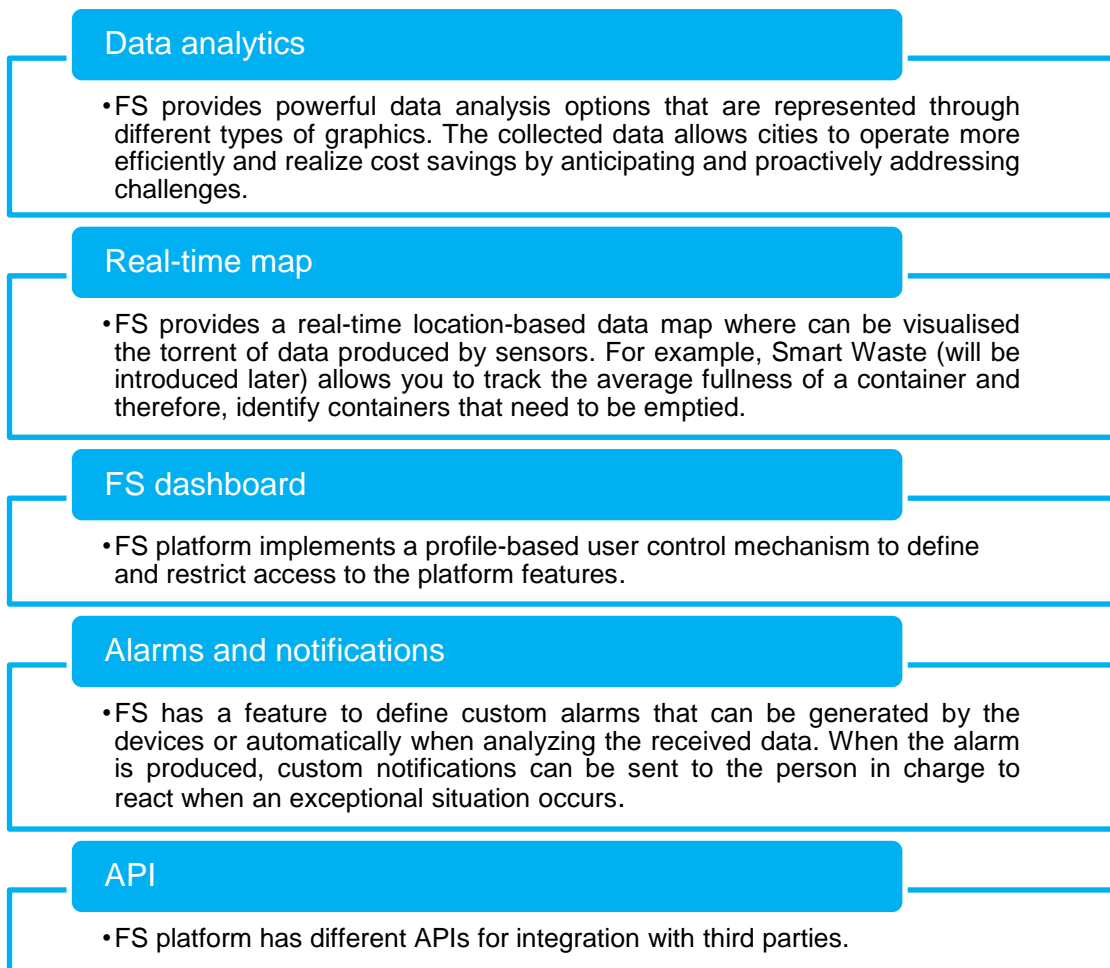 Data analytics
•FS provides powerful data analysis options that are represented through
different types of graphics. The collected data allows cities to operate more
efficiently and realize cost savings by anticipating and proactively addressing
challenges.
Real-time map
•FS provides a real-time location-based data map where can be visualised
the torrent of data produced by sensors. For example, Smart Waste (will be
introduced later) allows you to track the average fullness of a container and
therefore, identify containers that need to be emptied.
FS dashboard
•FS platform implements a profile-based user control mechanism to define
and restrict access to the platform features.
Alarms and notifications
•FS has a feature to define custom alarms that can be generated by the
devices or automatically when analyzing the received data. When the alarm
is produced, custom notifications can be sent to the person in charge to
react when an exceptional situation occurs.
API
•FS platform has different APIs for integration with third parties.